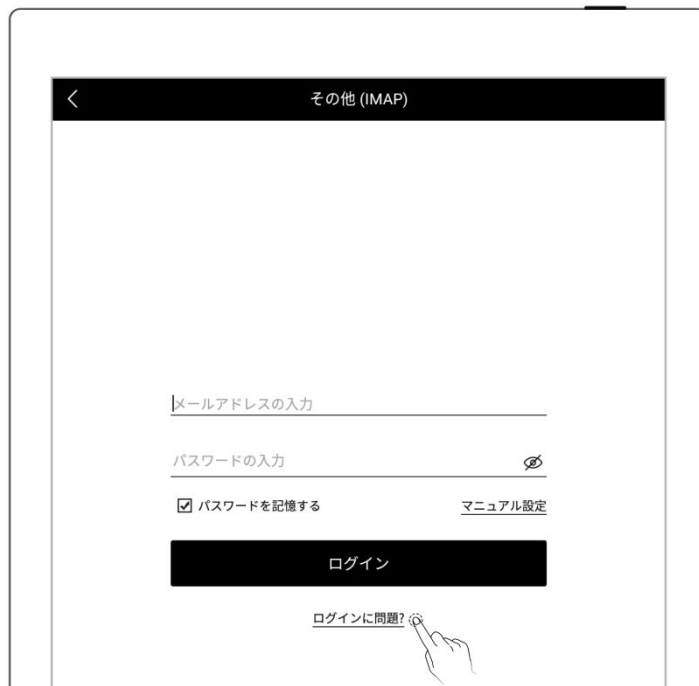 その他 (IMAP)
メールアドレスの入力
パスワードの入力
パスワードを記憶する
マニュアル設定
ログイン
ログインに問題?